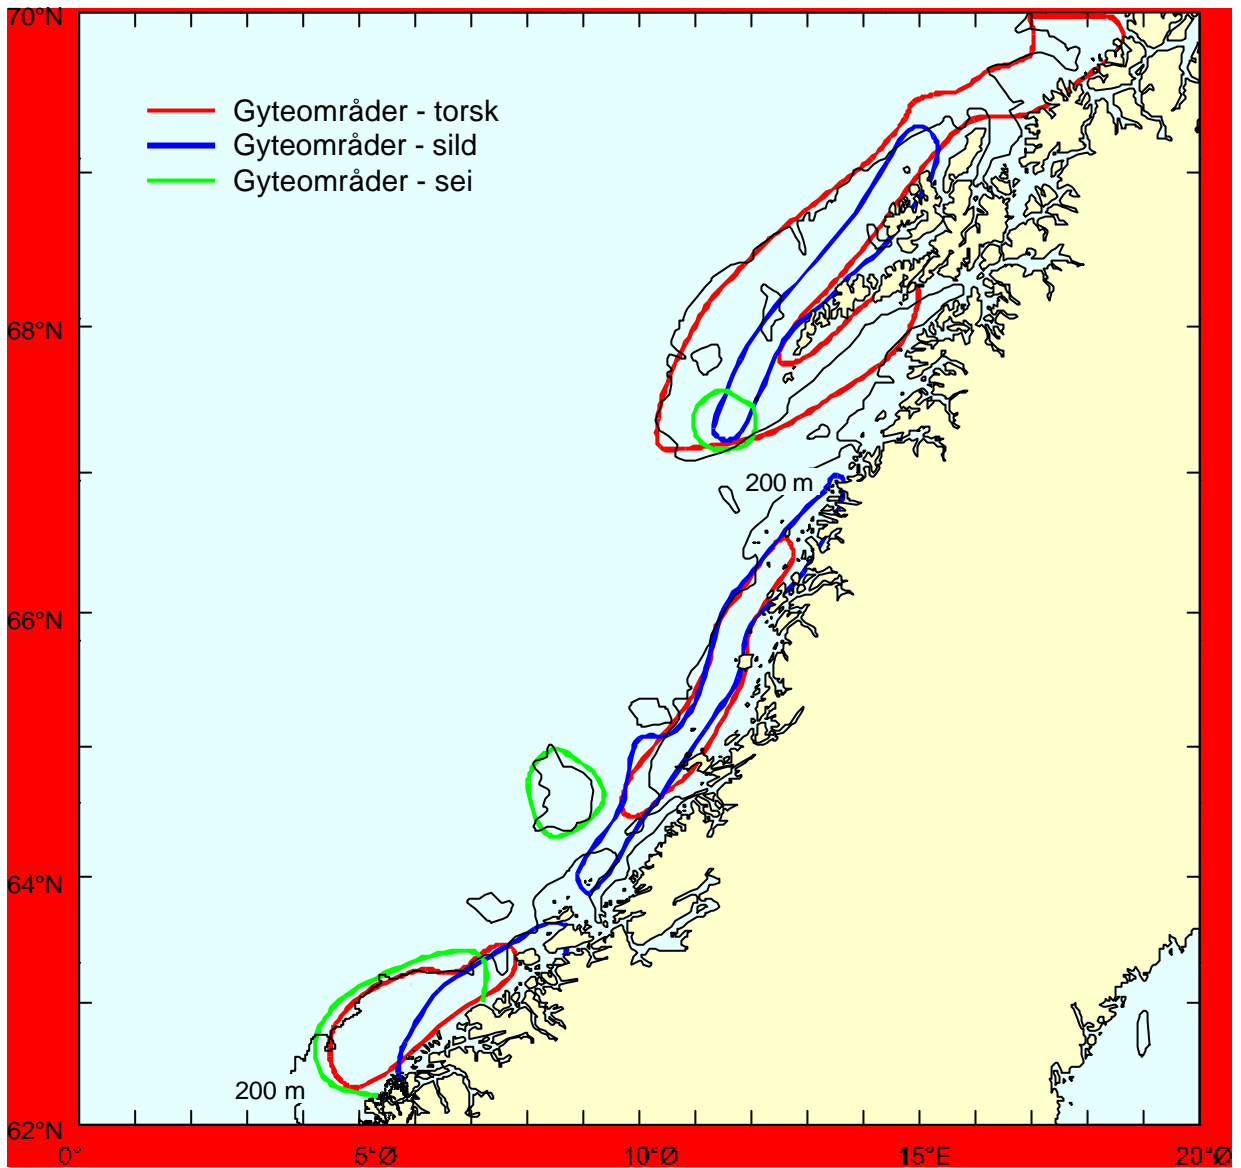 70°N
Gyteområder - torsk
Gyteområder - sild
Gyteområder - sei
68°N
200 m
66°N
64°N
200 m
62°N
0° 5°Ø 10°Ø 15°E 20°Ø